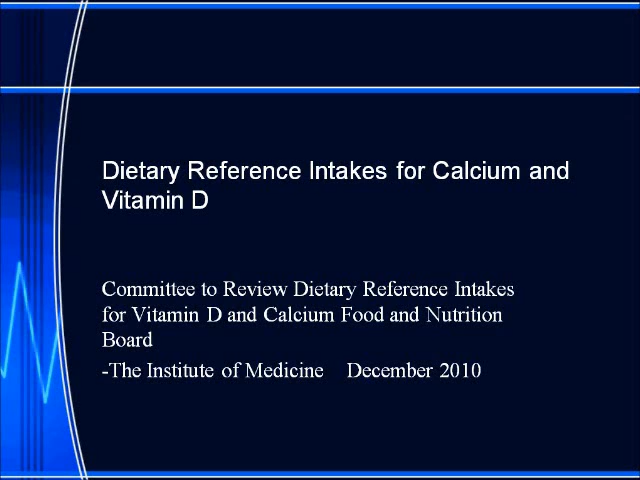 Dietary Reference Intakes for Calcium and
Vitamin D
Committee to Review Dietary Reference Intakes
for Vitamin D and Calcium Food and Nutrition
Board
-The Institute of Medicine December 2010